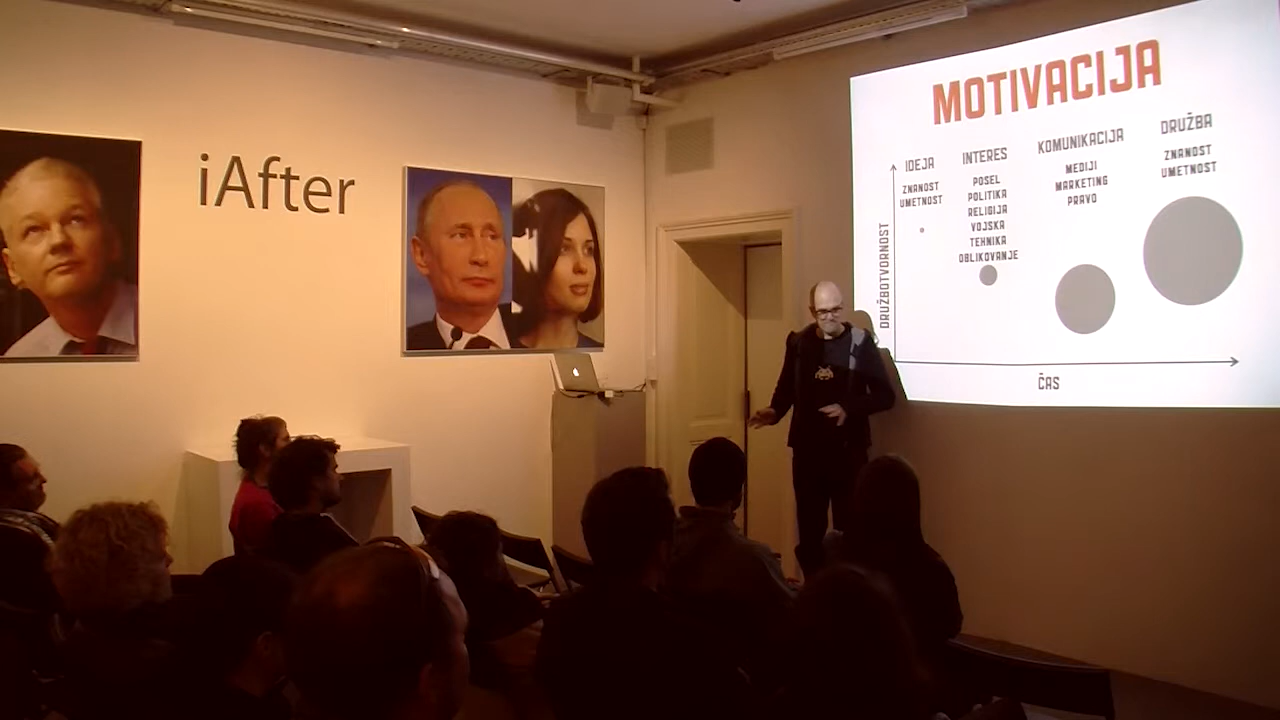 iAfter
MOTIVACIJA
IDEJA
ZNANOST
UMETNOST
INTERES
POSEL
POLITIKA
RELIGIJA
VOJSKA
TEHNIKA
OBLIKOVANJE
KOMUNIKACIJA
MEDIJI
MARKETING
PRAVO
DRUŽBA
ZNANOST
UMETNOST
DRUŽBOTVORNOST
ČAS